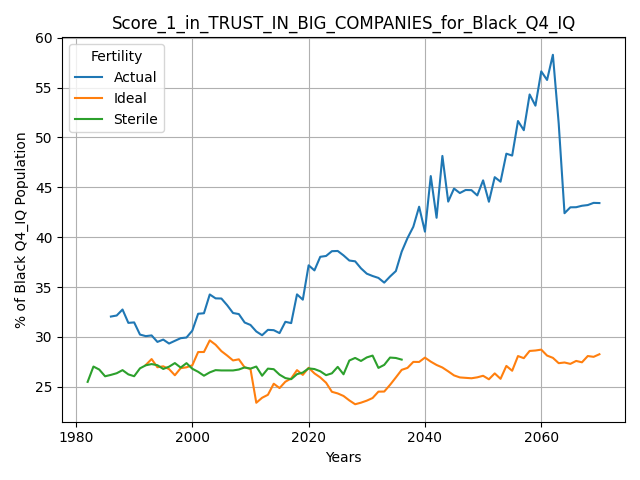 Score_1_in_TRUST_IN_BIG_COMPANIES_for_Black_Q4_IQ
Fertility
Actual
Ideal
Sterile
% of Black Q4_IQ Population
60
55
50
45
40
35
30
25
1980
2000
2020
2040
2060
Years